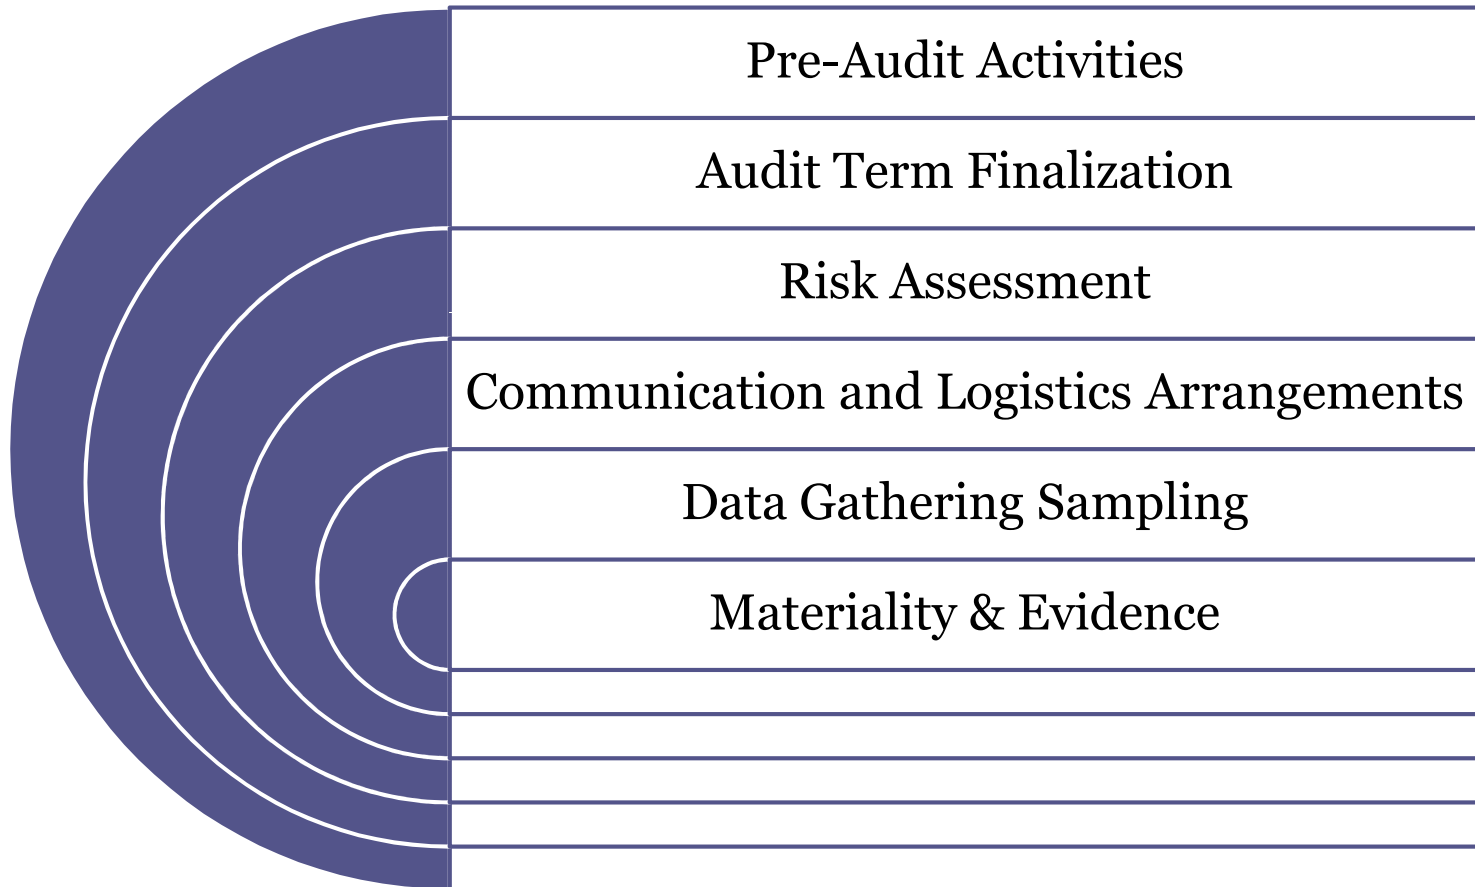 Pre-Audit Activities
Audit Term Finalization
Risk Assessment
Communication and Logistics Arrangements
Data Gathering Sampling
Materiality & Evidence